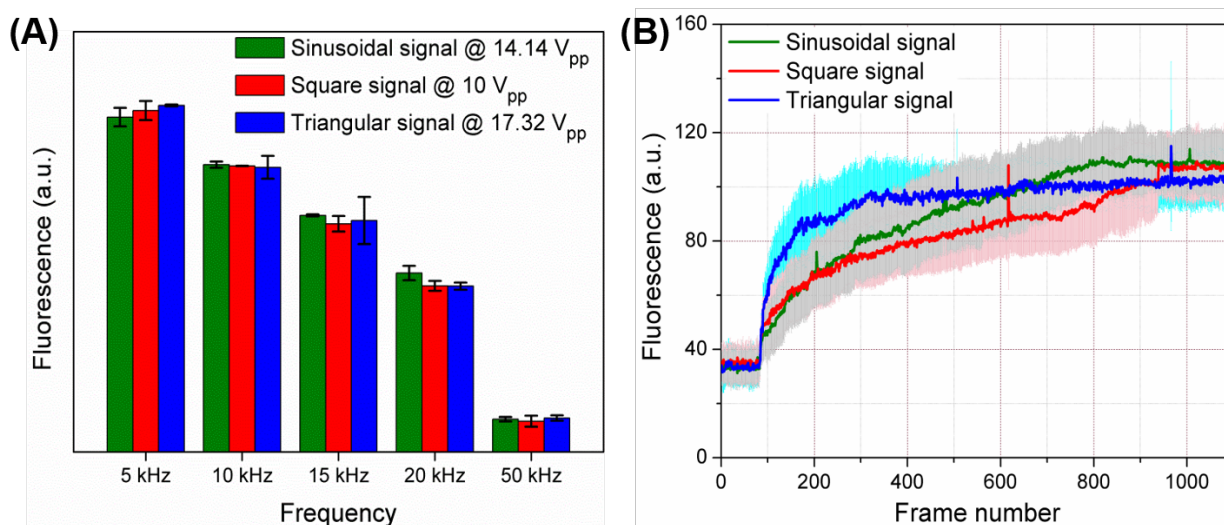 (A)
Sinusoidal signal @ 14.14 Vpp
Square signal @ 10 Vpp
Triangular signal @ 17.32 Vpp
Fluorescence (a.u.)
5 kHz 10 kHz 15 kHz 20 kHz 50 kHz
Frequency
(B)
Sinusoidal signal
Square signal
Triangular signal
Fluorescence (a.u.)
160
120
80
40
0
0 200 400 600 800 1000
Frame number